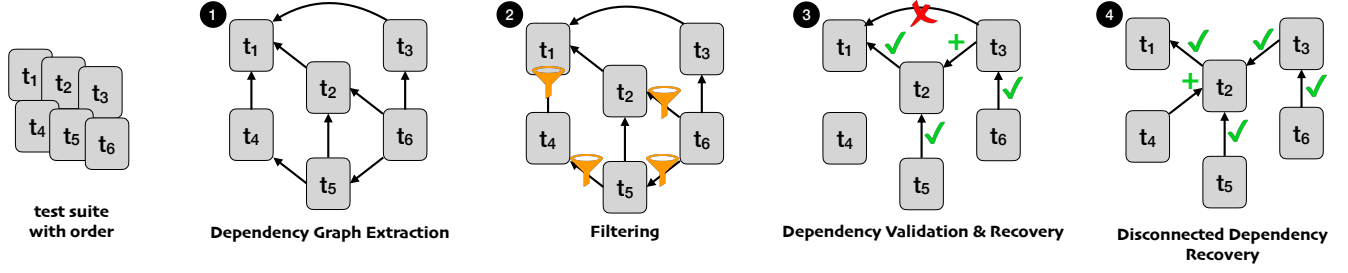 1
2
3
4
t1
t2
t3
t4
t5
t6
test suite
with order
t1
t3
t2
t4
t6
t5
Dependency Graph Extraction
t1
t3
t2
t4
t6
t5
Filtering
t1
t3
t2
t4
t6
t5
Dependency Validation & Recovery
t1
t3
t2
t4
t6
t5
Disconnected Dependency
Recovery